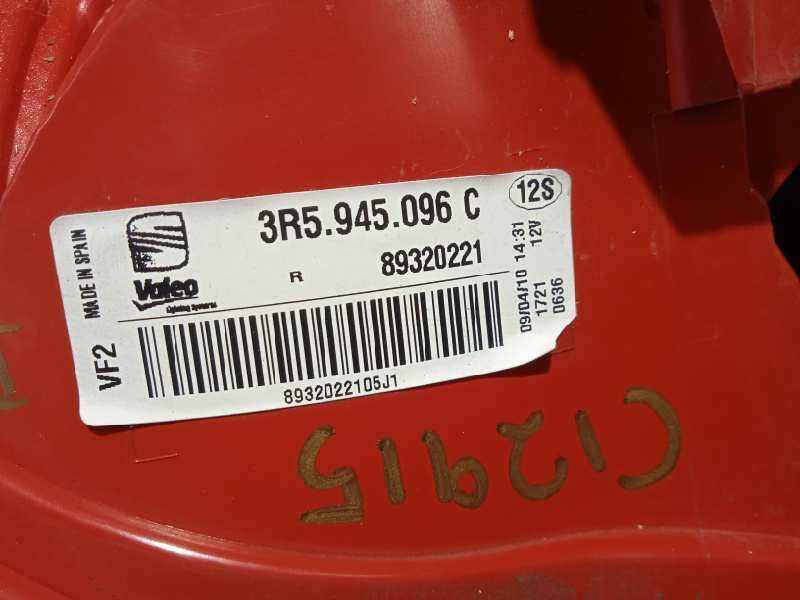 MADE IN SPAIN
VF2
Valeo
3R5.945.096 C
R
89320221
12S
09/04/10 14:31
1721 12V
0636
8932022105J1
C12915